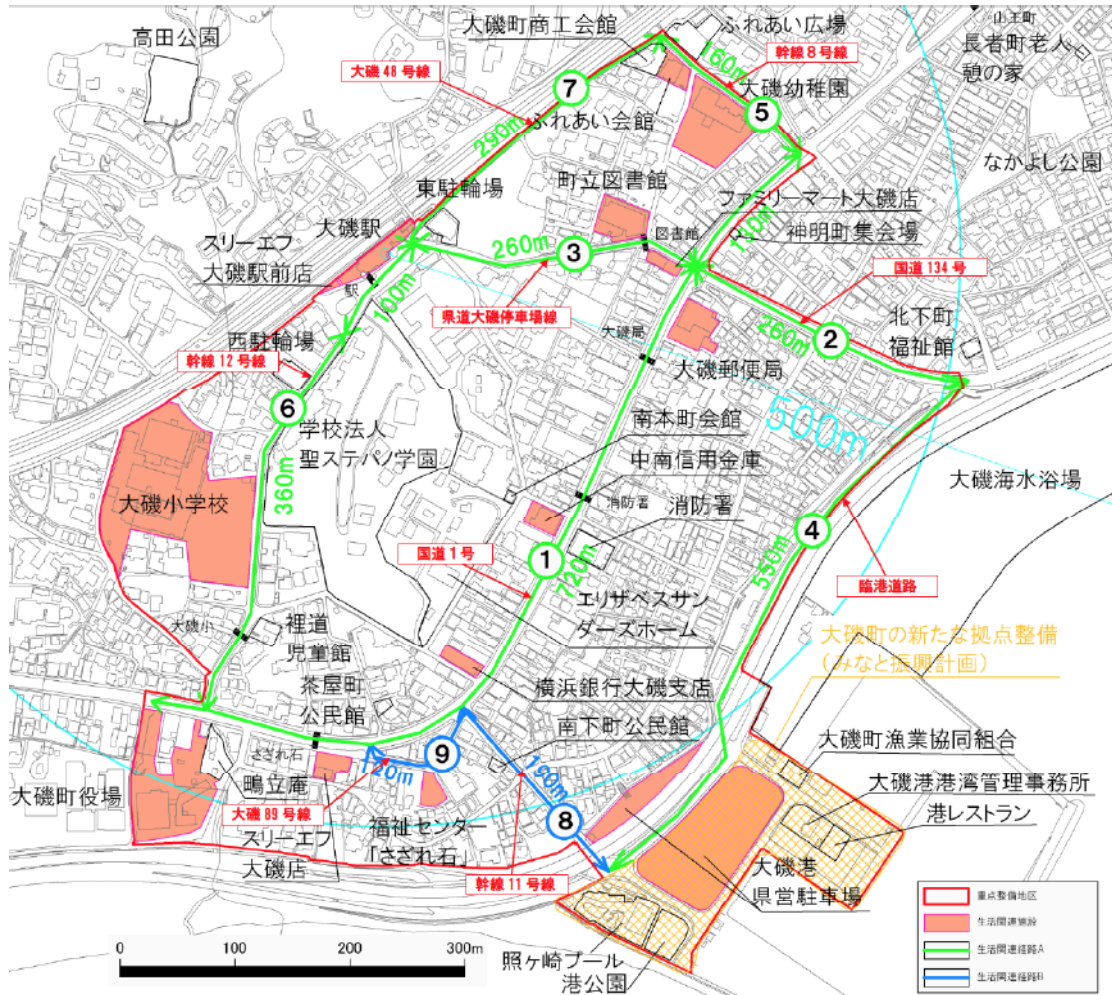 大磯町商工会館
ふれあい広場
山王町
長者町老人
憩の家
高田公園
大磯48号線
160m
幹線8号線
大磯幼稚園
⑦
⑤
290m
ふれあい会館
なかよし公園
東駐輪場
町立図書館
ファミリーマート大磯店
大磯駅
スリーエフ
大磯駅前店
260m
③
図書館
神明町集会場
国道134号
駅
100m
県道大磯停車場線
北下町
福祉館
西駐輪場
幹線12号線
大磯局
②
260m
大磯郵便局
500m
⑥
学校法人
聖ステパノ学園
南本町会館
中南信用金庫
大磯海水浴場
大磯小学校
360m
消防署
消防署
④
550m
国道1号
①
720m
臨港道路
エリザベスサン
ダーズホーム
大磯小
裡道
児童館
大磯町の新たな拠点整備
(みなと振興計画)
茶屋町
公民館
横浜銀行大磯支店
南下町公民館
さざれ石
⑨
120m
190m
大磯町漁業協同組合
大磯町役場
鴫立庵
大磯89号線
大磯港港湾管理事務所
港レストラン
⑧
スリーエフ
大磯店
福祉センター
「さざれ石」
幹線11号線
大磯港
県営駐車場
重点整備地区
生活関連施設
生活関連経路A
生活関連経路B
0 100 200 300m
照ヶ崎プール
港公園